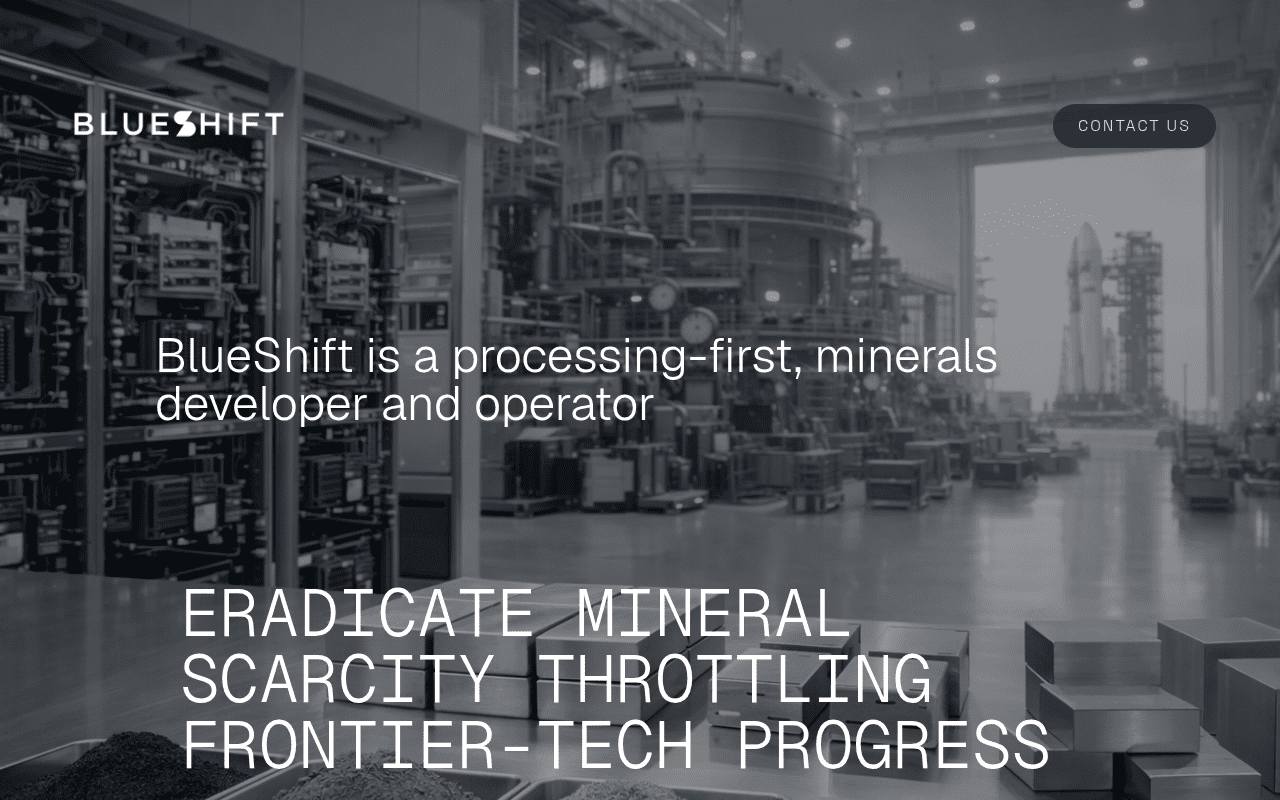 BLUESHIFT
CONTACT US
BlueShift is a processing-first, minerals
developer and operator
ERADICATE MINERAL
SCARCITY THROTTLING
FRONTIER-TECH PROGRESS